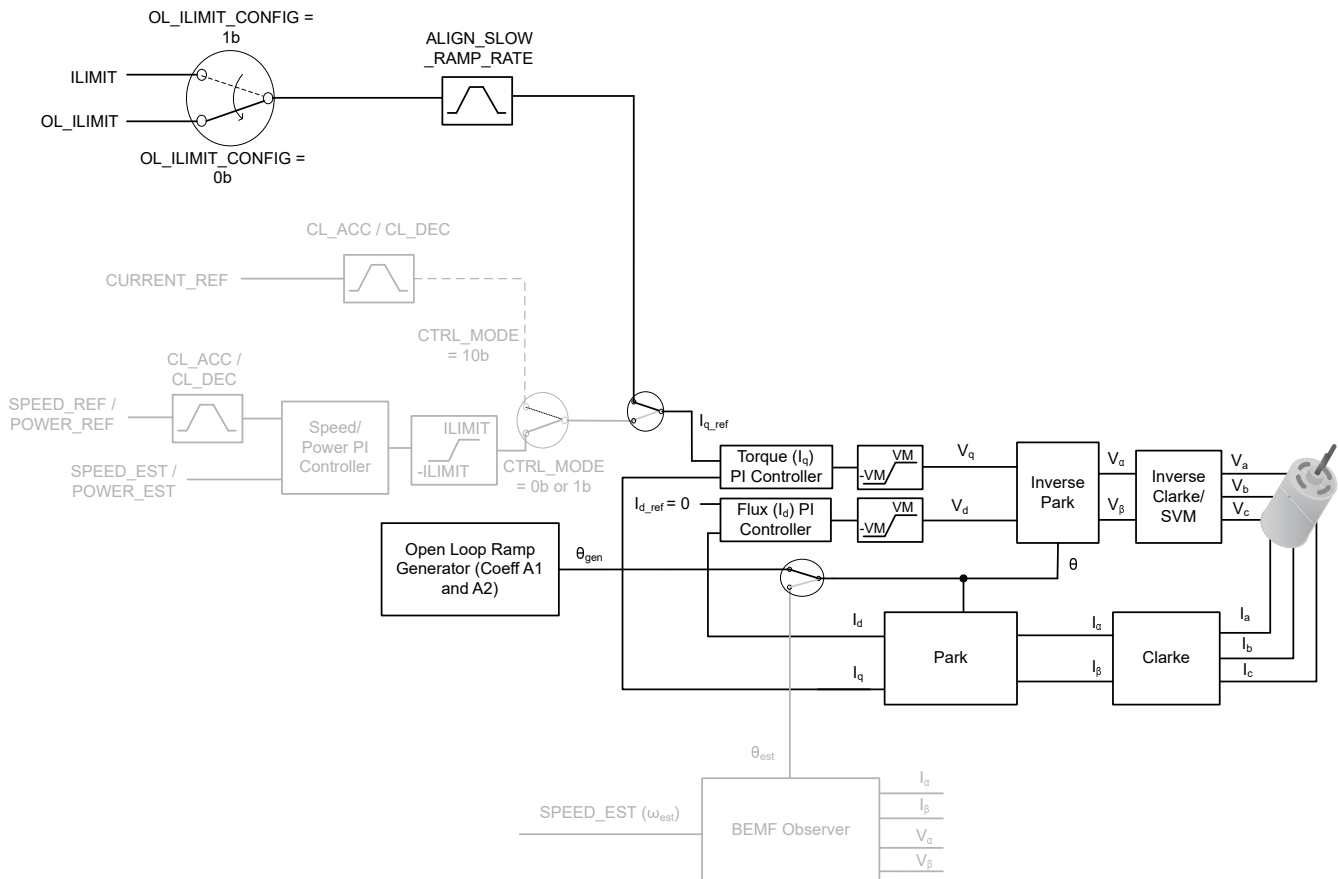 OL_ILIMIT_CONFIG =
1b
ILIMIT
OL_ILIMIT
OL_ILIMIT_CONFIG =
0b
ALIGN_SLOW
_RAMP_RATE
CL_ACC / CL_DEC
CURRENT_REF
CTRL_MODE
= 10b
CL_ACC /
CL_DEC
SPEED_REF /
POWER_REF
SPEED_EST /
POWER_EST
Speed/
Power PI
Controller
ILIMIT
-ILIMIT
CTRL_MODE
= 0b or 1b
Iq_ref
Torque (Iq)
PI Controller
VM
-VM
Vq
Id_ref = 0
Flux (Id) PI
Controller
VM
-VM
Vd
Inverse
Park
Vα
Vβ
Inverse
Clarke/
SVM
Va
Vb
Vc
Open Loop Ramp
Generator (Coeff A1
and A2)
θgen
θ
Id
Iq
Park
Iα
Iβ
Clarke
Ia
Ib
Ic
θest
SPEED_EST (ωest)
BEMF Observer
Iα
Iβ
Vα
Vβ